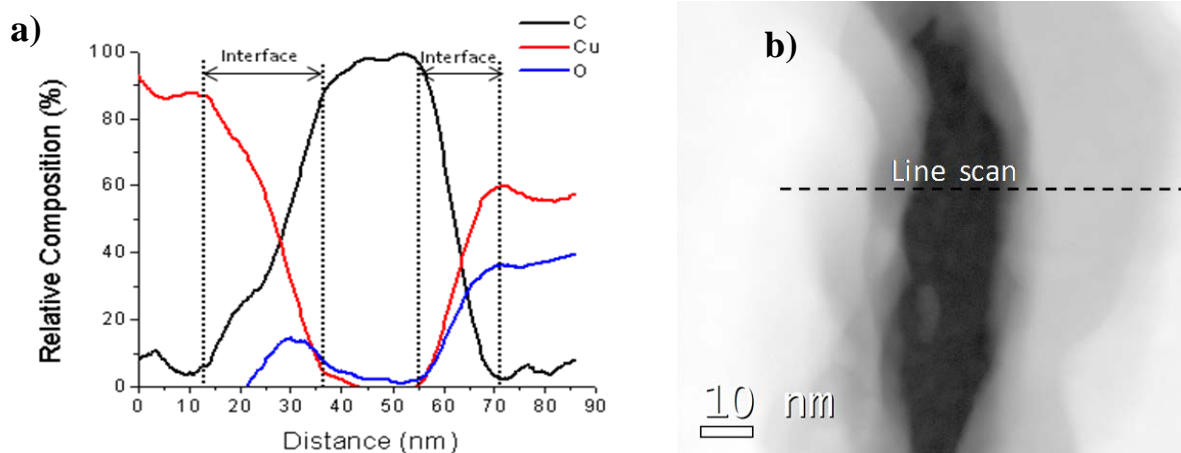 a)
C
Cu
O
Interface
Interface
100
80
60
40
20
0
Relative Composition (%)
0 10 20 30 40 50 60 70 80 90
Distance (nm)
b)
Line scan
10 nm